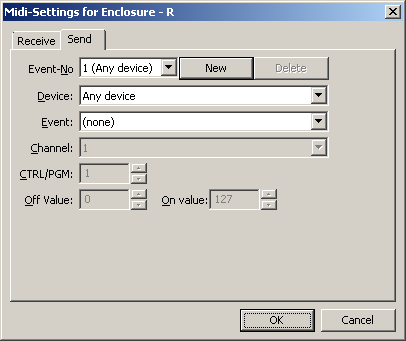 Midi-Settings for Enclosure - R
Receive Send
Event-No 1 (Any device) New Delete
Device: Any device
Event: (none)
Channel: 1
CTRL/PGM: 1
Off Value: 0 On value: 127
OK Cancel